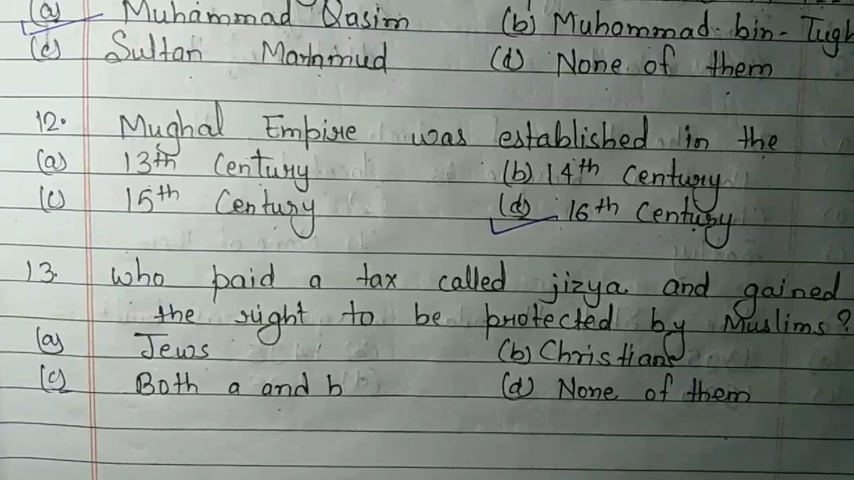 (a) Muhammad Qasim (b) Muhammad-bin-Tugh
(c) Sultan Mahmud (d) None of them
12. Mughal Empire was established in the
(a) 13th Century (b) 14th Century
(c) 15th Century (d) 16th Century
13. who paid a tax called jizya and gained
the right to be protected by Muslims?
(a) Jews (b) Christians
(c) Both a and b (d) None of them